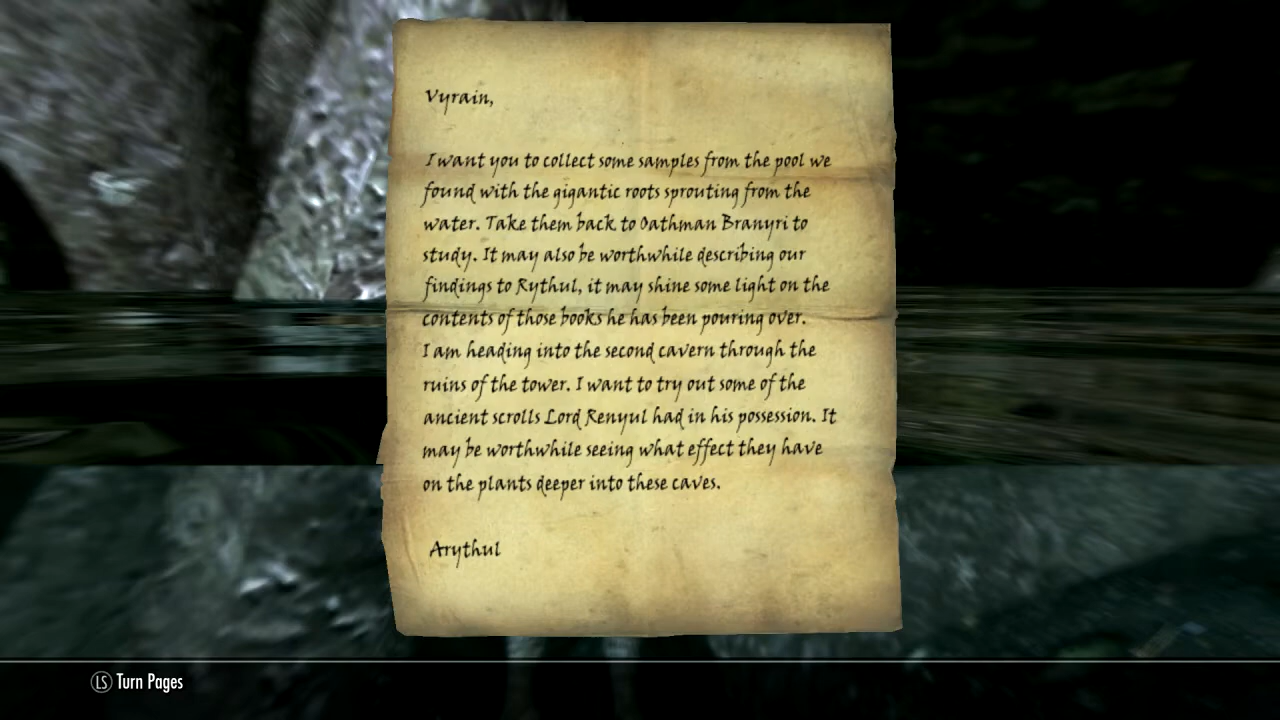 Vyrain,
I want you to collect some samples from the pool we
found with the gigantic roots sprouting from the
water. Take them back to Oathman Branyri to
study. It may also be worthwhile describing our
findings to Rythul, it may shine some light on the
contents of those books he has been pouring over.
I am heading into the second cavern through the
ruins of the tower. I want to try out some of the
ancient scrolls Lord Renyul had in his possession. It
may be worthwhile seeing what effect they have
on the plants deeper into these caves.
Arythul
LS Turn Pages